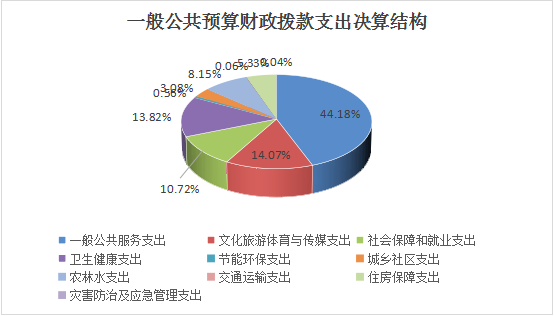 一般公共预算财政拨款支出决算结构
0.06% 5.33% 0.04%
8.15%
3.08%
0.56%
44.18%
13.82%
14.07%
10.72%
一般公共服务支出 文化旅游体育与传媒支出 社会保障和就业支出
卫生健康支出 节能环保支出 城乡社区支出
农林水支出 交通运输支出 住房保障支出
灾害防治及应急管理支出